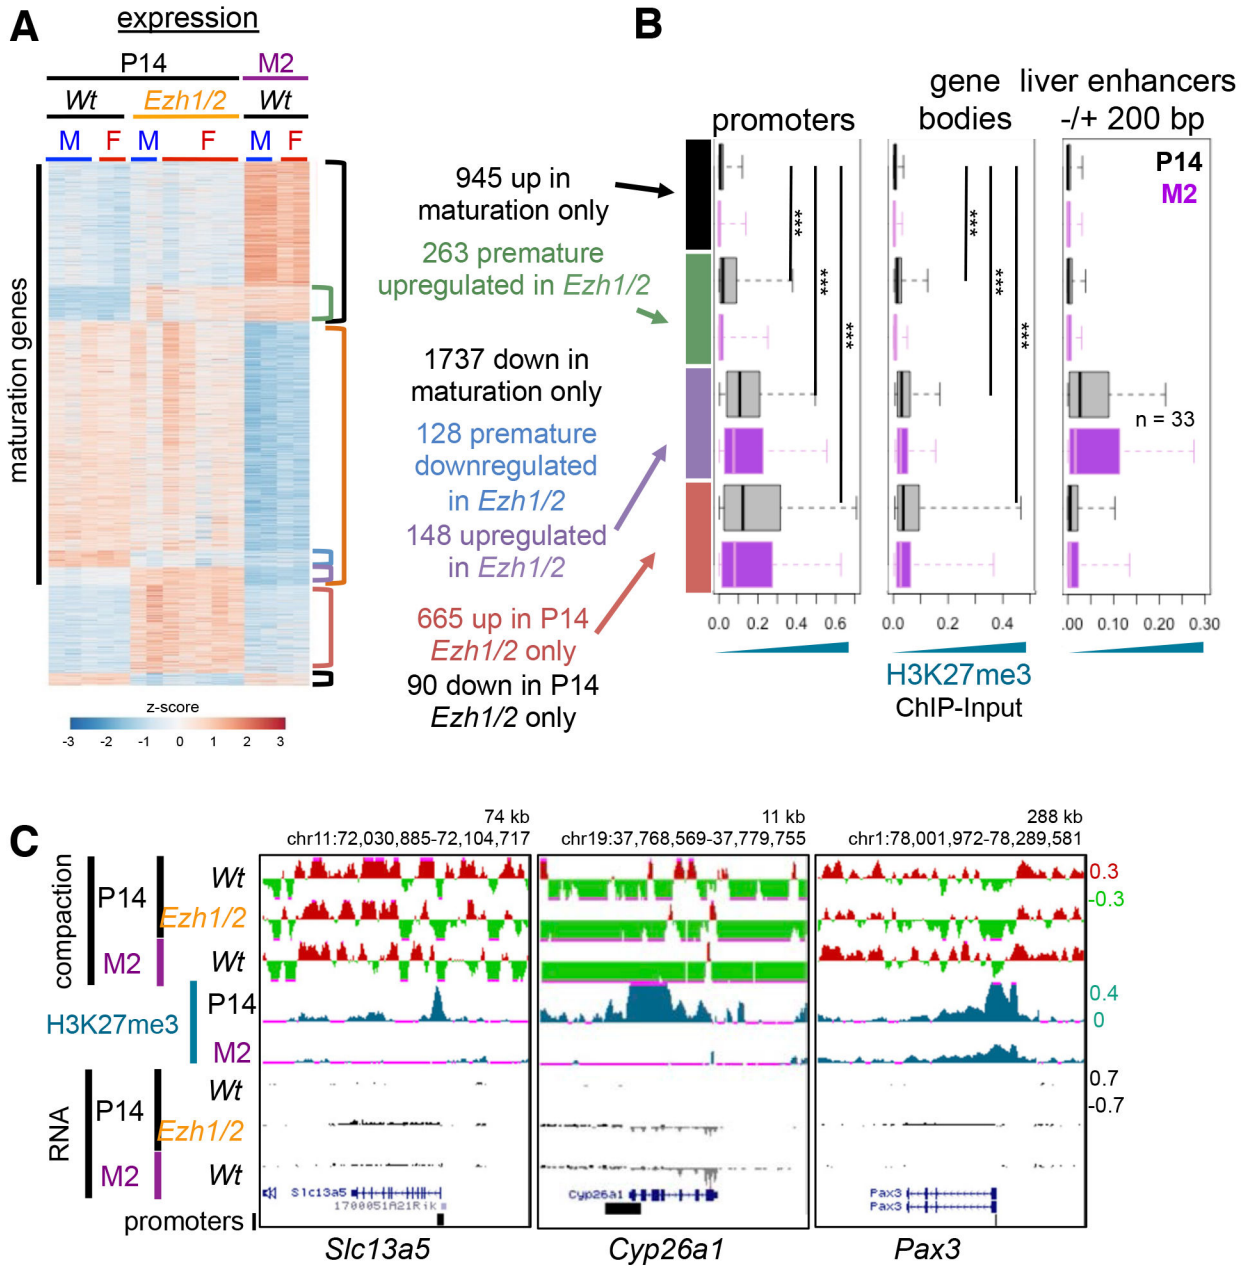 A
expression
P14
M2
Wt
Ezh1/2
Wt
M
F
M
F
M
F
maturation genes
z-score
-3 -2 -1 0 1 2 3
945 up in
maturation only
263 premature
upregulated in Ezh1/2
1737 down in
maturation only
128 premature
downregulated
in Ezh1/2
148 upregulated
in Ezh1/2
665 up in P14
Ezh1/2 only
90 down in P14
Ezh1/2 only
B
promoters
gene
bodies
liver enhancers
-/+ 200 bp
P14
M2
***
***
***
***
***
***
n = 33
0.0 0.2 0.4 0.6
0.0 0.2 0.4
.00 0.10 0.20 0.30
H3K27me3
ChIP-Input
C
74 kb
chr11:72,030,885-72,104,717
11 kb
chr19:37,768,569-37,779,755
288 kb
chr1:78,001,972-78,289,581
compaction
P14
Wt
Ezh1/2
M2
Wt
0.3
-0.3
H3K27me3
P14
M2
0.4
0
RNA
P14
Wt
Ezh1/2
M2
Wt
0.7
-0.7
Slc13a5
1700051A21Rik
Cyp26a1
Pax3
Pax3
promoters
Slc13a5
Cyp26a1
Pax3